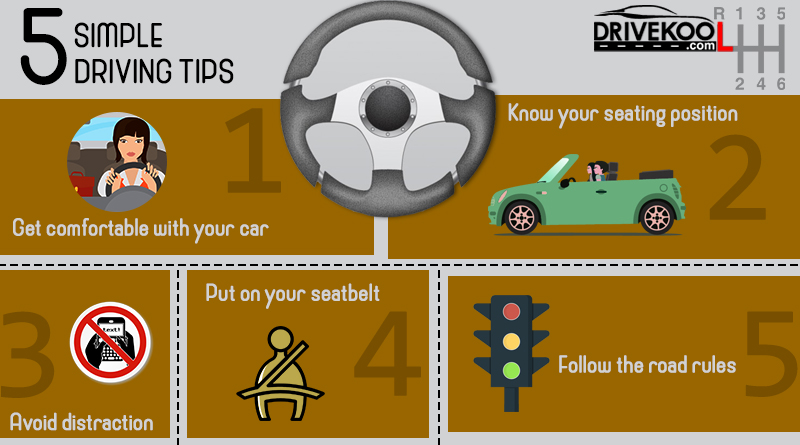 5 SIMPLE
DRIVING TIPS
DRIVEKOOL
.com
R 1 3 5
2 4 6
1
Get comfortable with your car
Know your seating position
2
3
text!
Avoid distraction
Put on your seatbelt
4
Follow the road rules
5